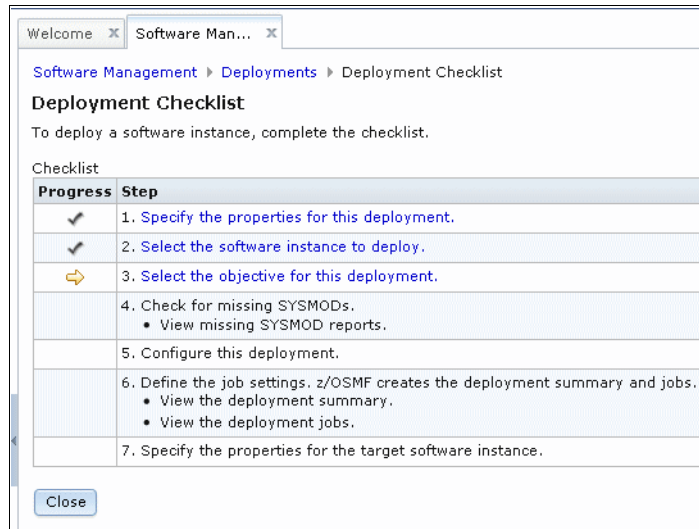 Welcome X Software Man... X
Software Management ▸ Deployments ▸ Deployment Checklist
Deployment Checklist
To deploy a software instance, complete the checklist.
Checklist
Progress Step
1. Specify the properties for this deployment.
2. Select the software instance to deploy.
3. Select the objective for this deployment.
4. Check for missing SYSMODs.
• View missing SYSMOD reports.
5. Configure this deployment.
6. Define the job settings. z/OSMF creates the deployment summary and jobs.
• View the deployment summary.
• View the deployment jobs.
7. Specify the properties for the target software instance.
Close